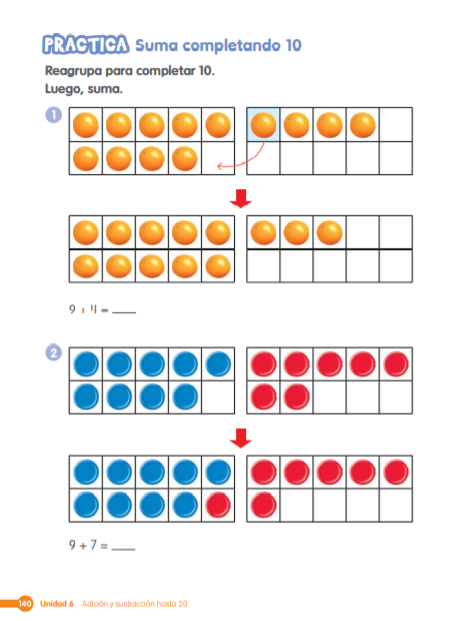 PRACTICA Suma completando 10
Reagrupa para completar 10.
Luego, suma.
1
9 + 4 = ____
2
9 + 7 = ____
140 Unidad 6 Adición y sustracción hasta 20